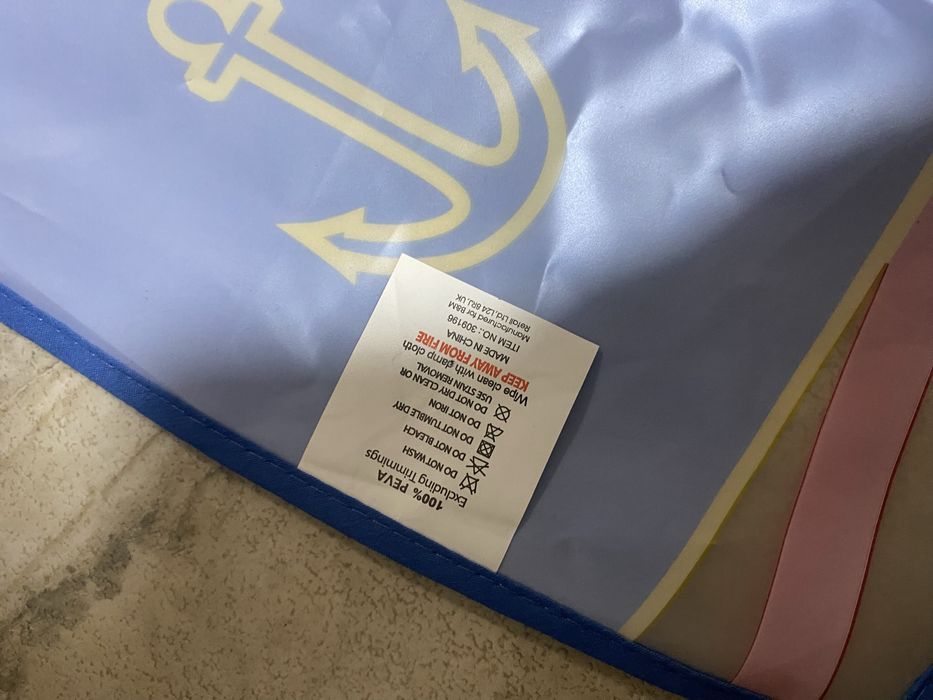 100% PEVA
Excluding Trimmings
DO NOT WASH
DO NOT BLEACH
DO NOT TUMBLE DRY
DO NOT IRON
DO NOT DRY CLEAN OR
USE STAIN REMOVAL
Wipe clean with damp cloth
KEEP AWAY FROM FIRE
MADE IN CHINA
ITEM NO.: 309196
Manufactured for B&M
Retail Ltd. L24 8RJ, UK